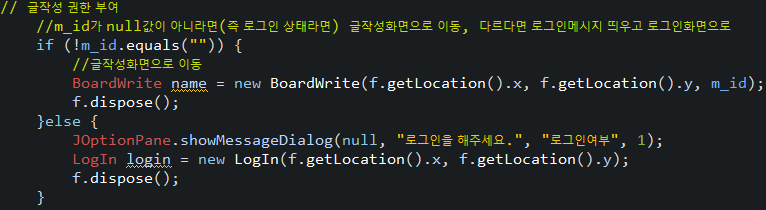 // 글작성 권한 부여
//m_id가 null값이 아니라면(즉 로그인 상태라면) 글작성화면으로 이동, 다르다면 로그인메시지 띄우고 로그인화면으로
if (!m_id.equals("")) {
//글작성화면으로 이동
BoardWrite name = new BoardWrite(f.getLocation().x, f.getLocation().y, m_id);
f.dispose();
}else {
JOptionPane.showMessageDialog(null, "로그인을 해주세요.", "로그인여부", 1);
LogIn login = new LogIn(f.getLocation().x, f.getLocation().y);
f.dispose();
}